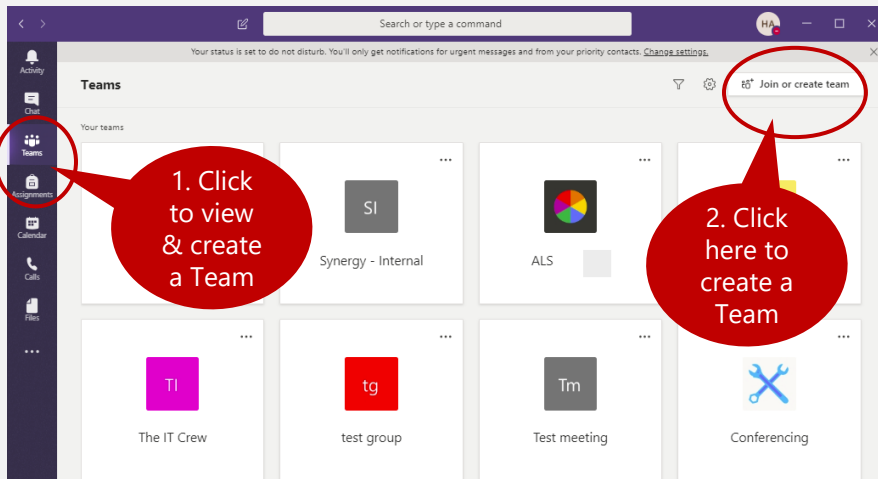 Search or type a command
HA
Your status is set to do not disturb. You'll only get notifications for urgent messages and from your priority contacts. Change settings.
Activity
Chat
Teams
Assignments
Calendar
Calls
Files
Teams
Join or create team
Your teams
1. Click
to view
& create
a Team
SI
Synergy - Internal
ALS
2. Click
here to
create a
Team
TI
The IT Crew
tg
test group
Tm
Test meeting
Conferencing